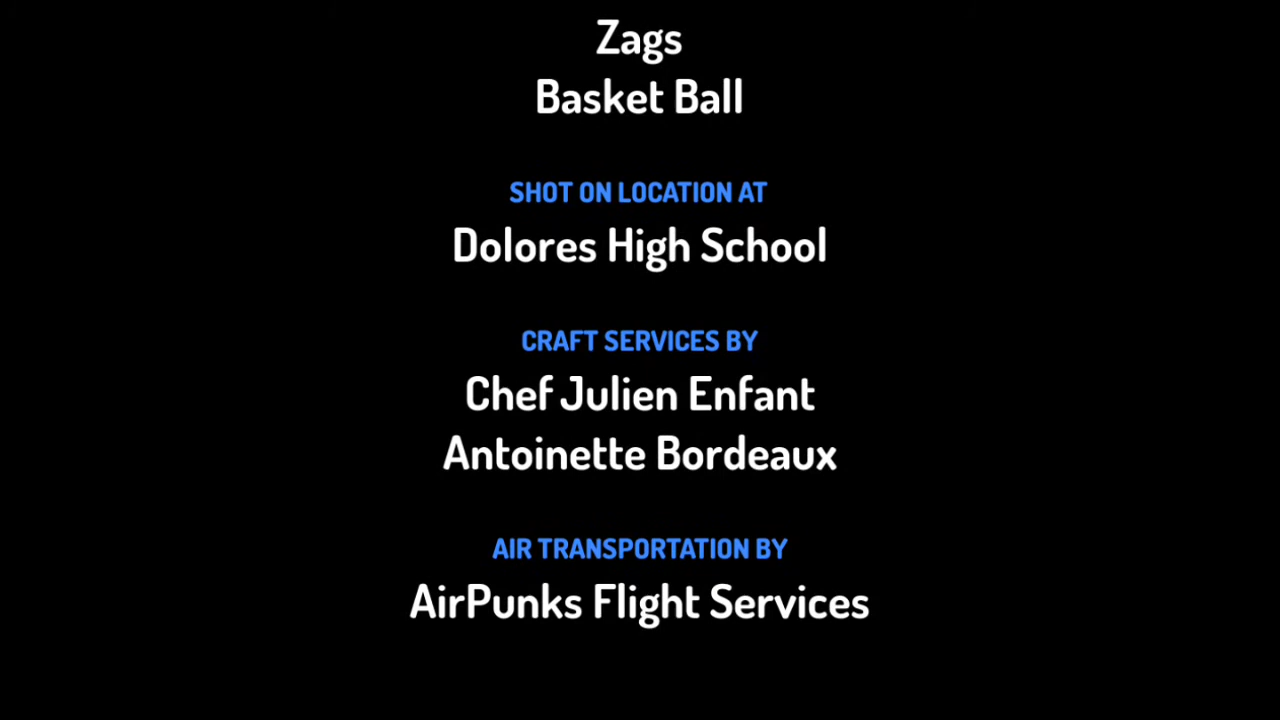 Zags
Basket Ball
SHOT ON LOCATION AT
Dolores High School
CRAFT SERVICES BY
Chef Julien Enfant
Antoinette Bordeaux
AIR TRANSPORTATION BY
AirPunks Flight Services